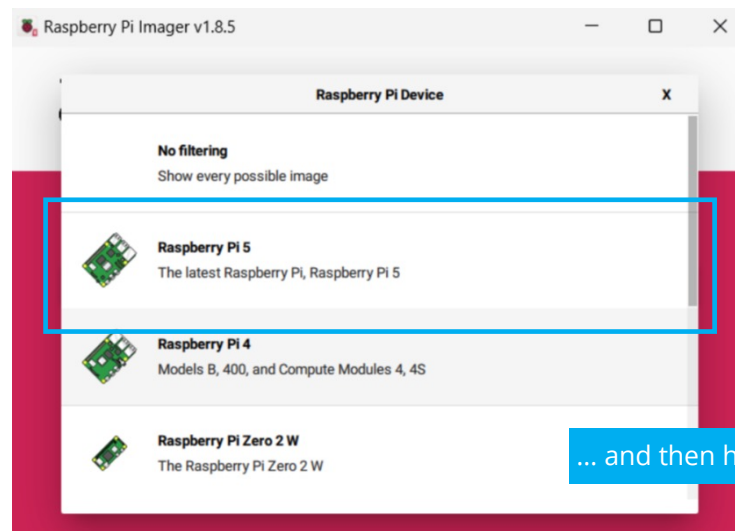 Raspberry Pi Imager v1.8.5
Raspberry Pi Device X
No filtering
Show every possible image
Raspberry Pi 5
The latest Raspberry Pi, Raspberry Pi 5
Raspberry Pi 4
Models B, 400, and Compute Modules 4, 4S
Raspberry Pi Zero 2 W
The Raspberry Pi Zero 2 W
... and then h